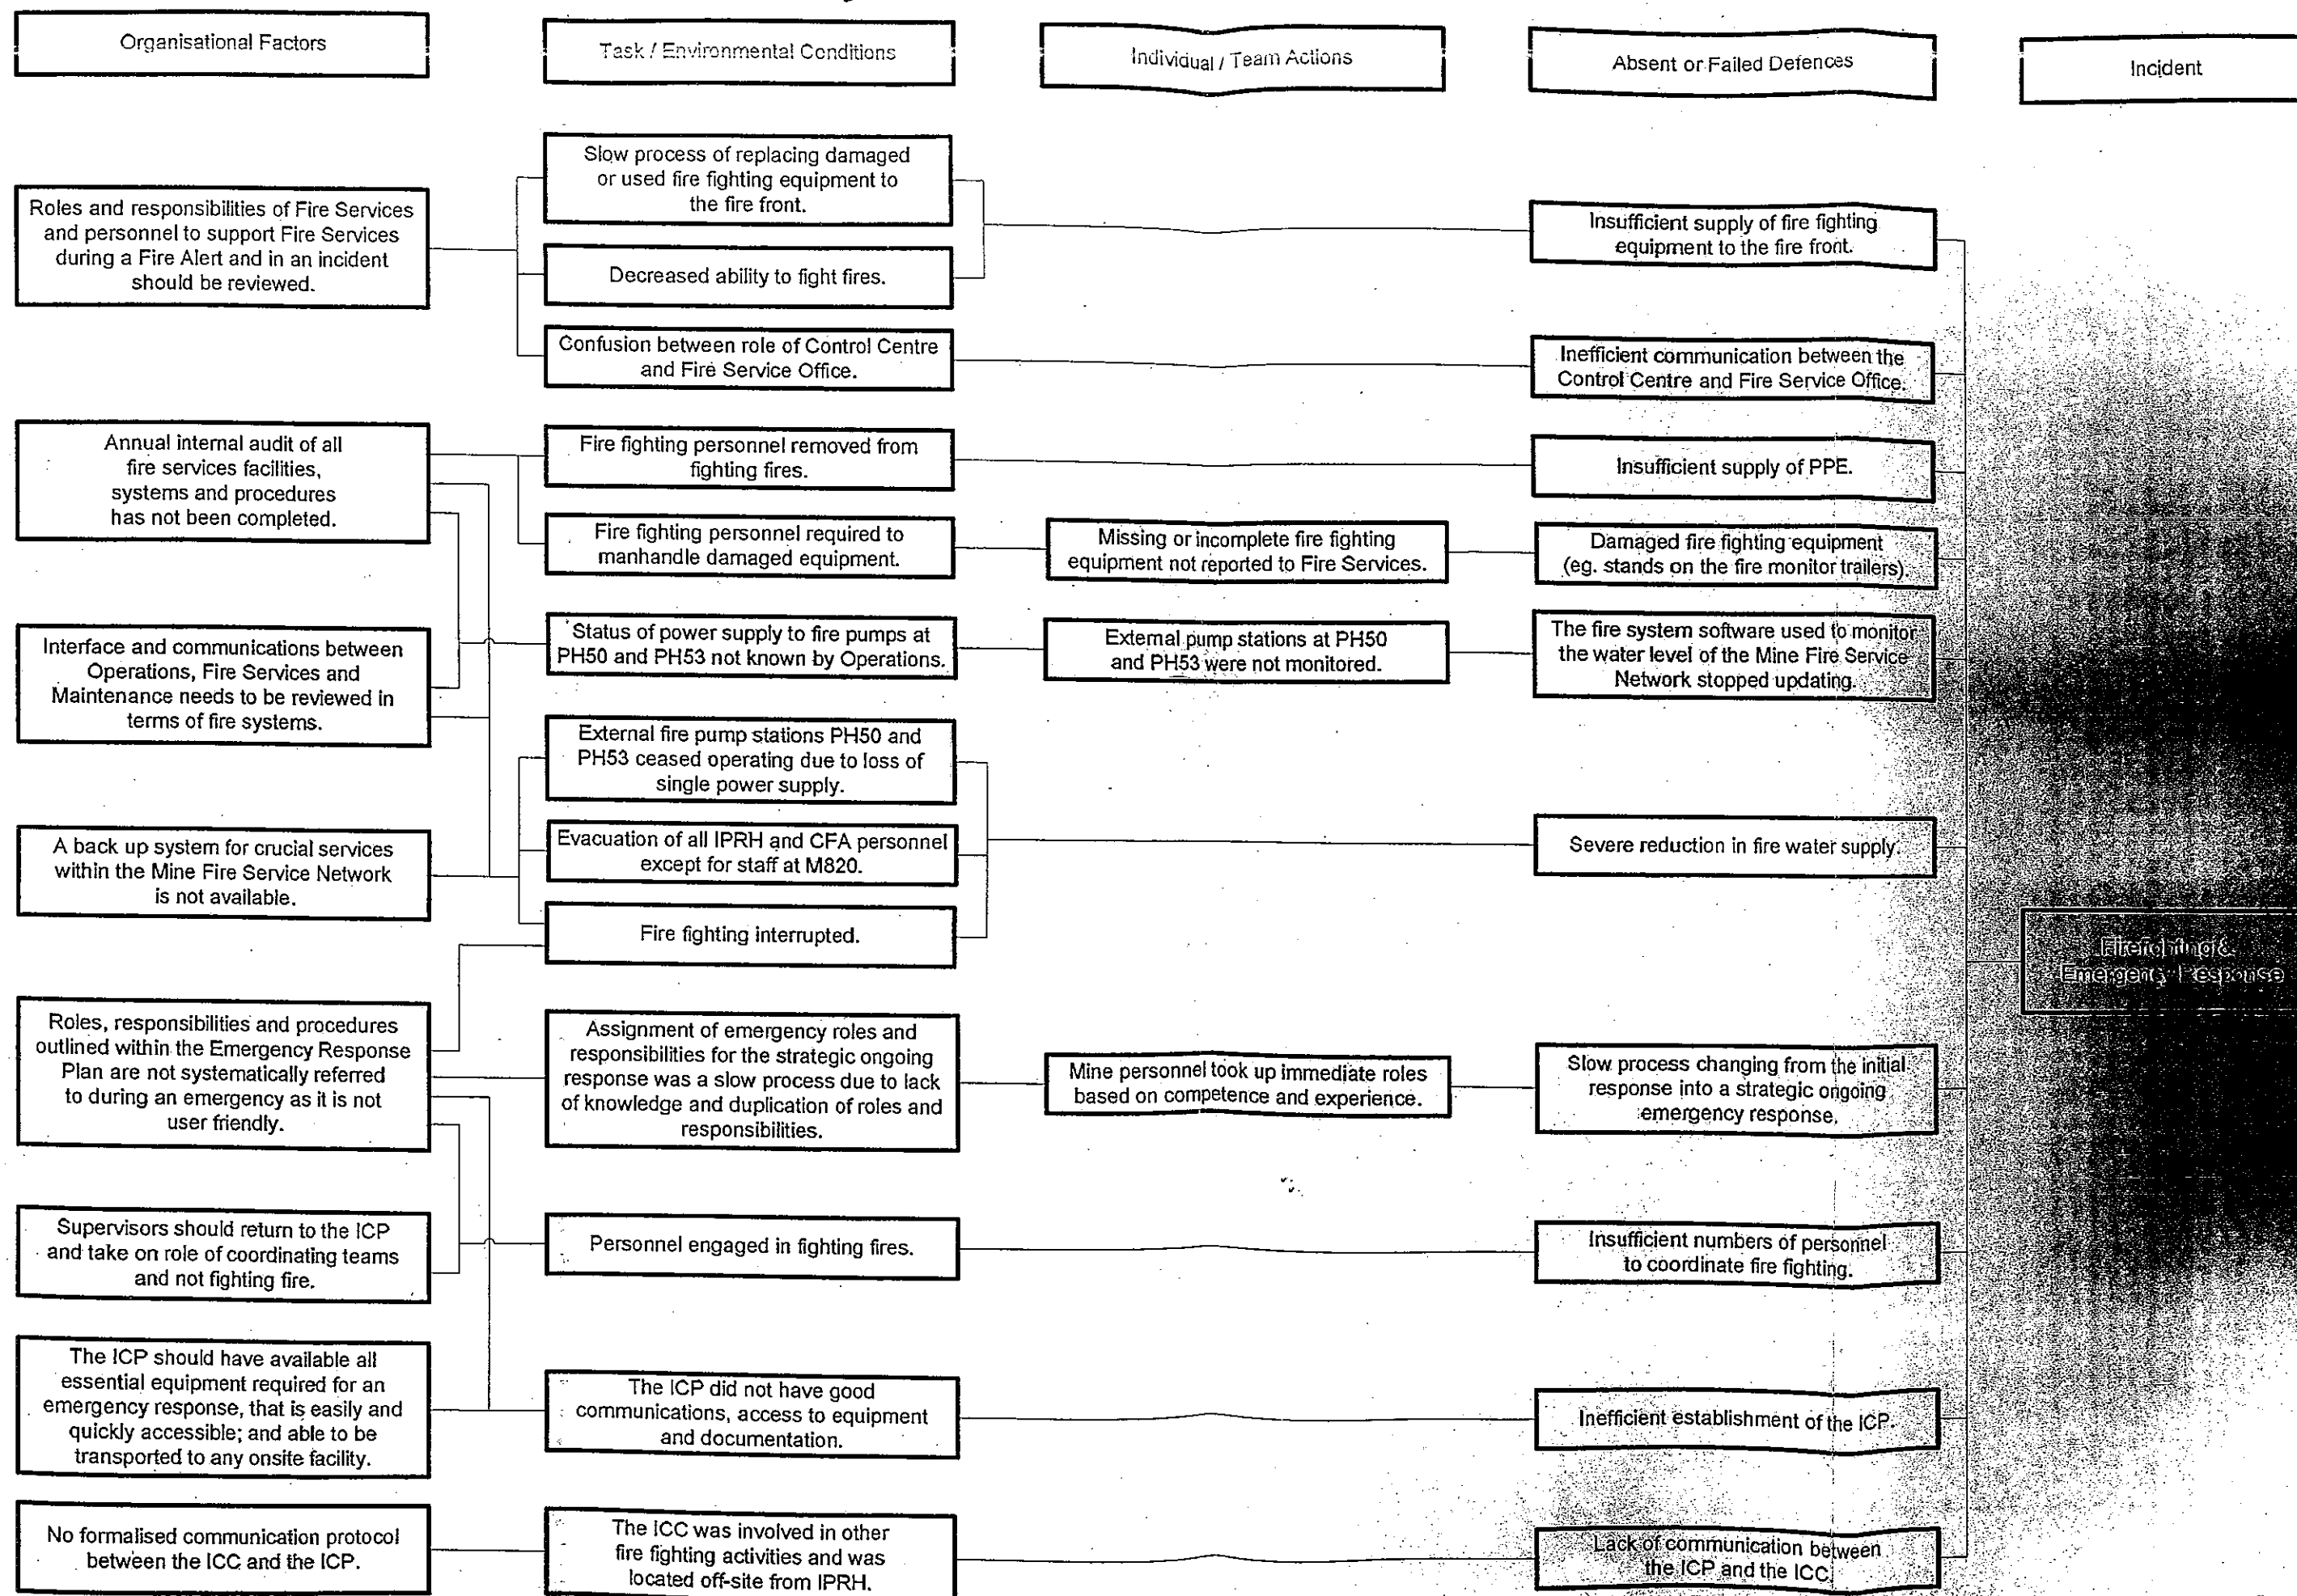 Organisational Factors
Task / Environmental Conditions
Individual / Team Actions
Absent or Failed Defences
Incident
Roles and responsibilities of Fire Services
and personnel to support Fire Services
during a Fire Alert and in an incident
should be reviewed.
Slow process of replacing damaged
or used fire fighting equipment to
the fire front.
Decreased ability to fight fires.
Insufficient supply of fire fighting
equipment to the fire front.
Confusion between role of Control Centre
and Fire Service Office.
Inefficient communication between the
Control Centre and Fire Service Office.
Annual internal audit of all
fire services facilities,
systems and procedures
has not been completed.
Fire fighting personnel removed from
fighting fires.
Insufficient supply of PPE.
Fire fighting personnel required to
manhandle damaged equipment.
Missing or incomplete fire fighting
equipment not reported to Fire Services.
Damaged fire fighting equipment
(eg. stands on the fire monitor trailers).
Interface and communications between
Operations, Fire Services and
Maintenance needs to be reviewed in
terms of fire systems.
Status of power supply to fire pumps at
PH50 and PH53 not known by Operations.
External pump stations at PH50
and PH53 were not monitored.
The fire system software used to monitor
the water level of the Mine Fire Service
Network stopped updating.
External fire pump stations PH50 and
PH53 ceased operating due to loss of
single power supply.
A back up system for crucial services
within the Mine Fire Service Network
is not available.
Evacuation of all IPRH and CFA personnel
except for staff at M820.
Severe reduction in fire water supply.
Fire fighting interrupted.
Firefighting &
Emergency Response
Roles, responsibilities and procedures
outlined within the Emergency Response
Plan are not systematically referred
to during an emergency as it is not
user friendly.
Assignment of emergency roles and
responsibilities for the strategic ongoing
response was a slow process due to lack
of knowledge and duplication of roles and
responsibilities.
Mine personnel took up immediate roles
based on competence and experience.
Slow process changing from the initial
response into a strategic ongoing
emergency response.
Supervisors should return to the ICP
and take on role of coordinating teams
and not fighting fire.
Personnel engaged in fighting fires.
Insufficient numbers of personnel
to coordinate fire fighting.
The ICP should have available all
essential equipment required for an
emergency response, that is easily and
quickly accessible; and able to be
transported to any onsite facility.
The ICP did not have good
communications, access to equipment
and documentation.
Inefficient establishment of the ICP.
No formalised communication protocol
between the ICC and the ICP.
The ICC was involved in other
fire fighting activities and was
located off-site from IPRH.
Lack of communication between
the ICP and the ICC.